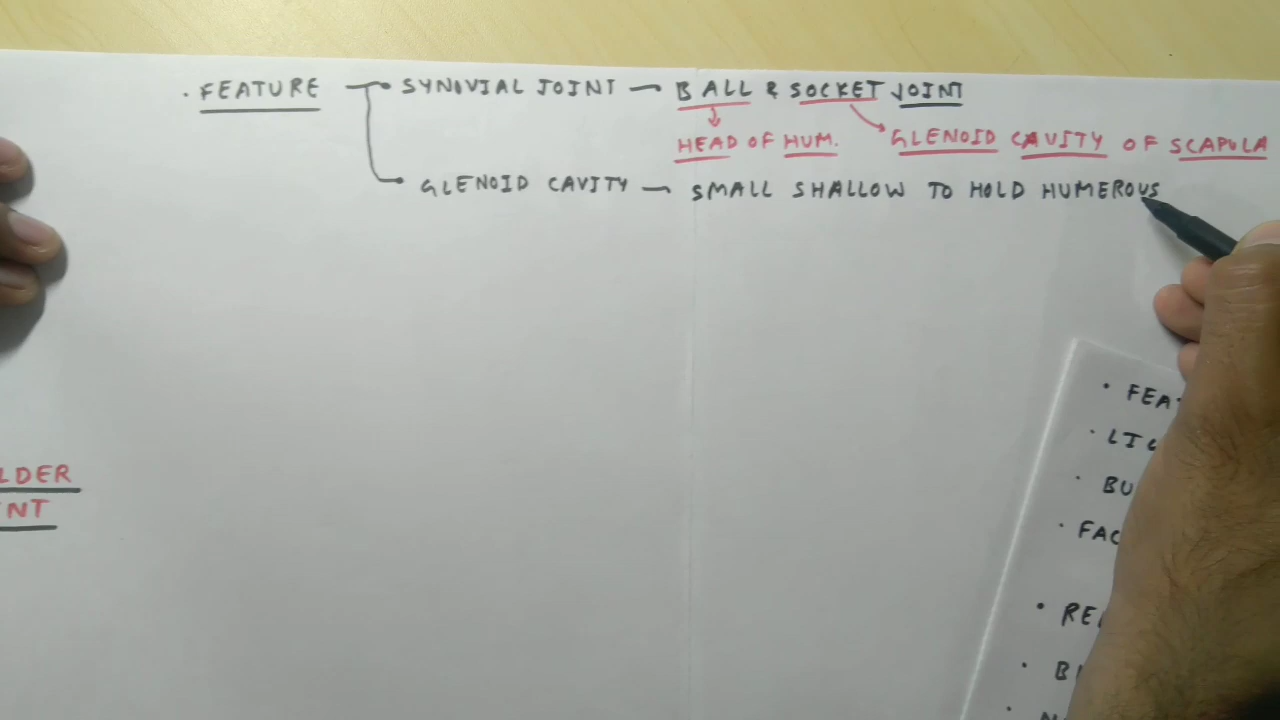 . FEATURE SYNOVIAL JOINT — BALL & SOCKET JOINT
HEAD OF HUM. GLENOID CAVITY OF SCAPULA
GLENOID CAVITY — SMALL SHALLOW TO HOLD HUMEROUS
LDER
NT
• FEA
• LIG
• BU
• FAC
• RE
• B